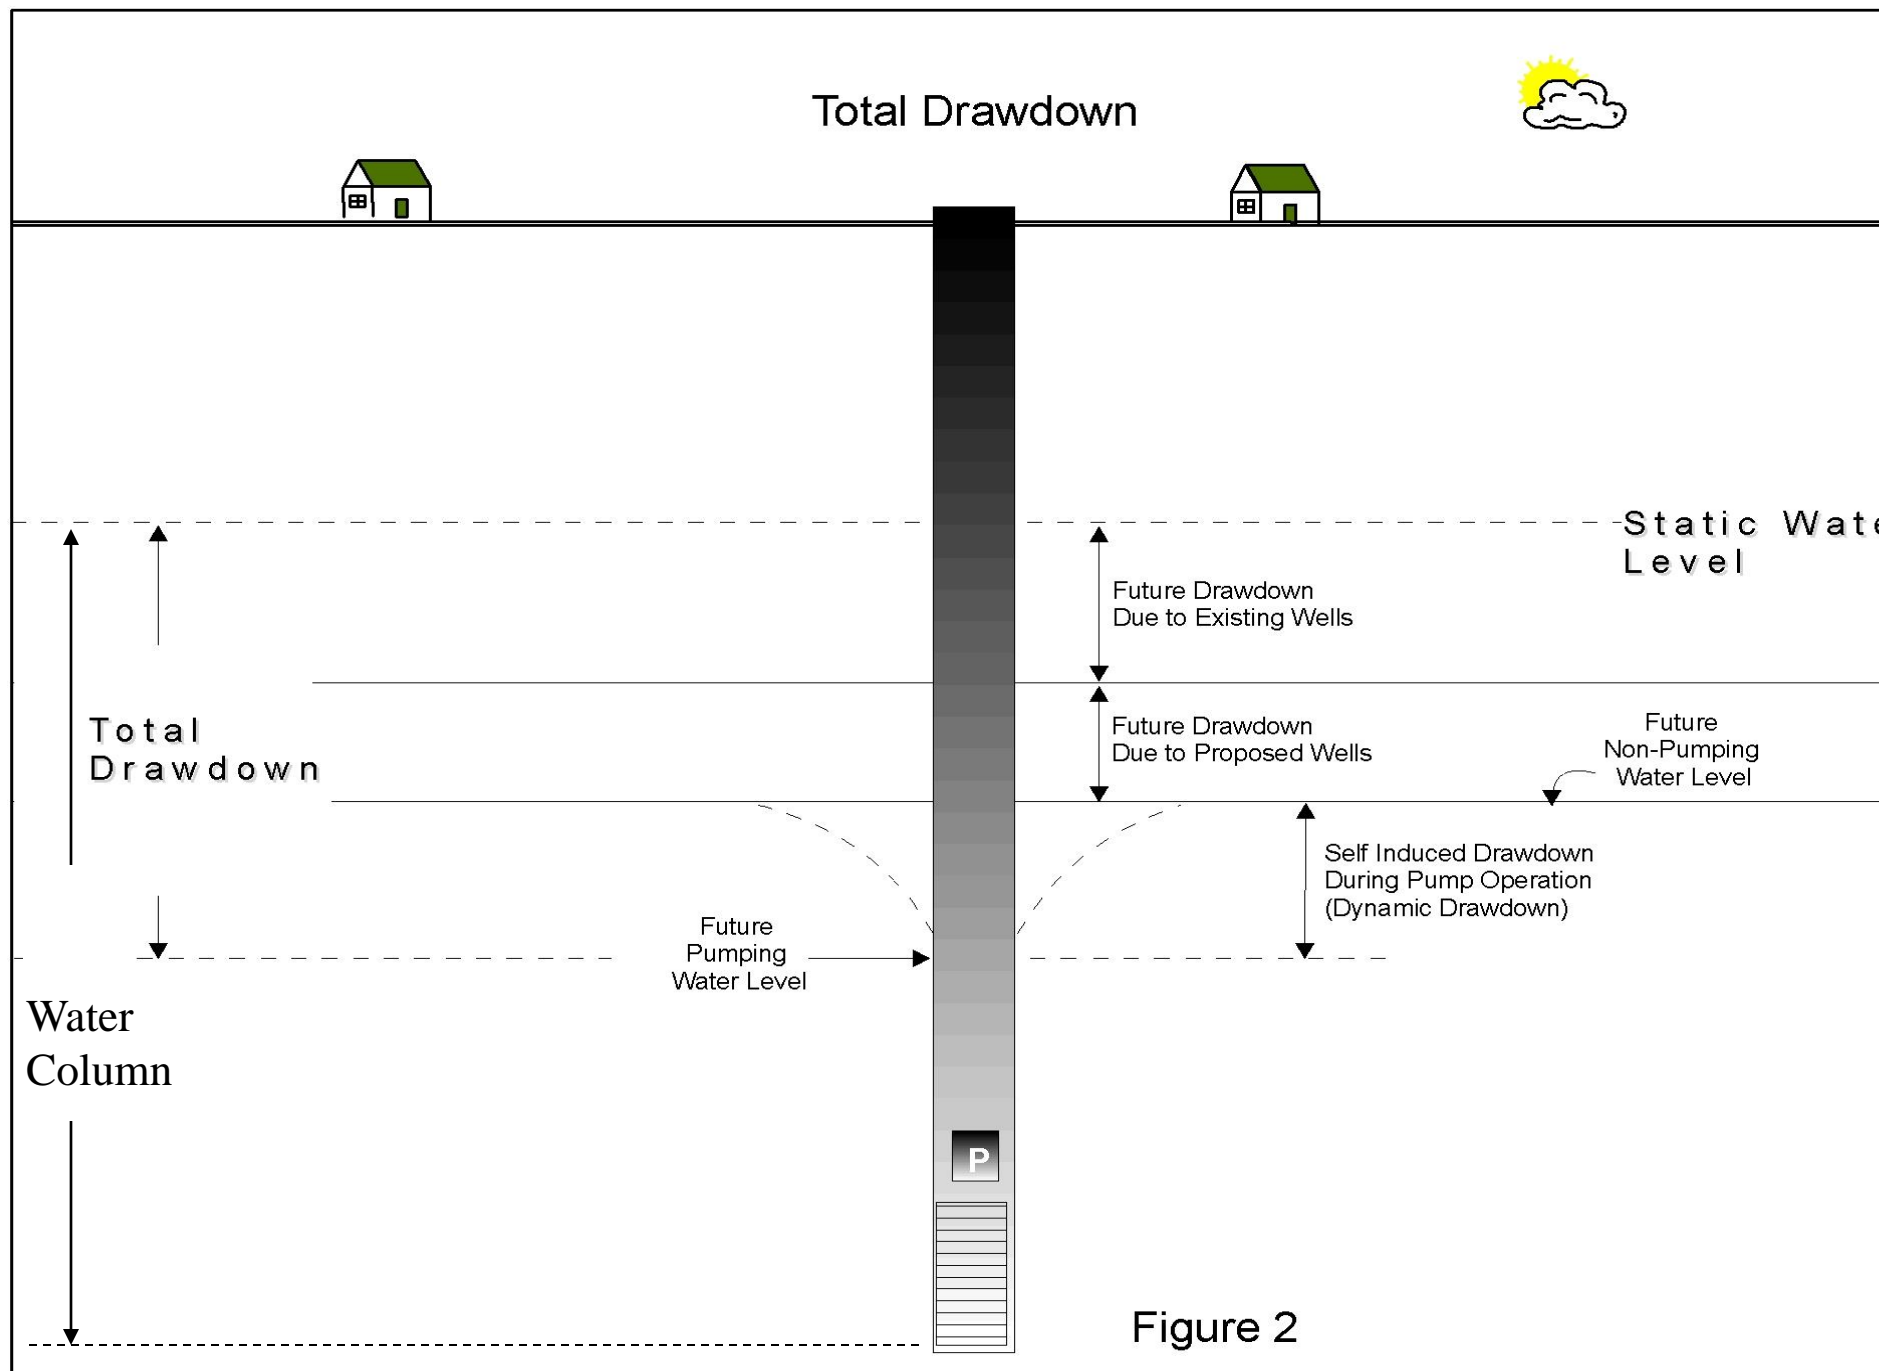 Total Drawdown
Static Wate
Level
Future Drawdown
Due to Existing Wells
Total
Drawdown
Future Drawdown
Due to Proposed Wells
Future
Non-Pumping
Water Level
Self Induced Drawdown
During Pump Operation
(Dynamic Drawdown)
Future
Pumping
Water Level
Water
Column
P
Figure 2